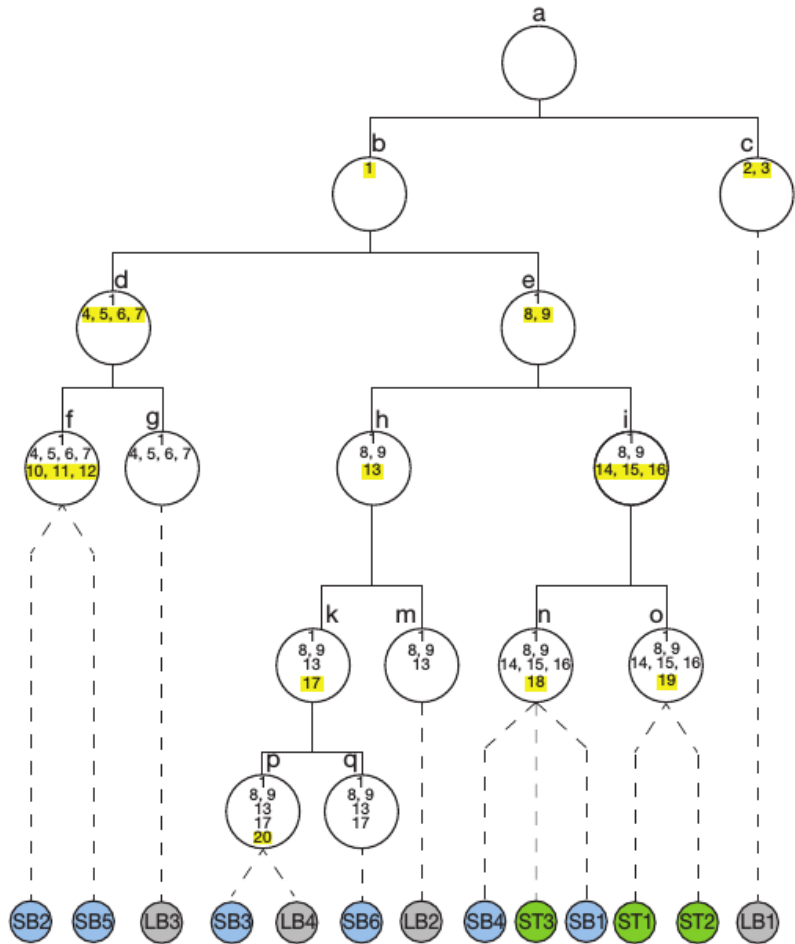 a
b
c
1
2, 3
d
e
1
4, 5, 6, 7
1
8, 9
f
g
h
i
1
4, 5, 6, 7
10, 11, 12
1
4, 5, 6, 7
1
8, 9
13
1
8, 9
14, 15, 16
k
m
n
o
1
8, 9
13
17
1
8, 9
13
1
8, 9
14, 15, 16
18
1
8, 9
14, 15, 16
19
p
q
1
8, 9
13
17
20
1
8, 9
13
17
SB2 SB5 LB3 SB3 LB4 SB6 LB2 SB4 ST3 SB1 ST1 ST2 LB1